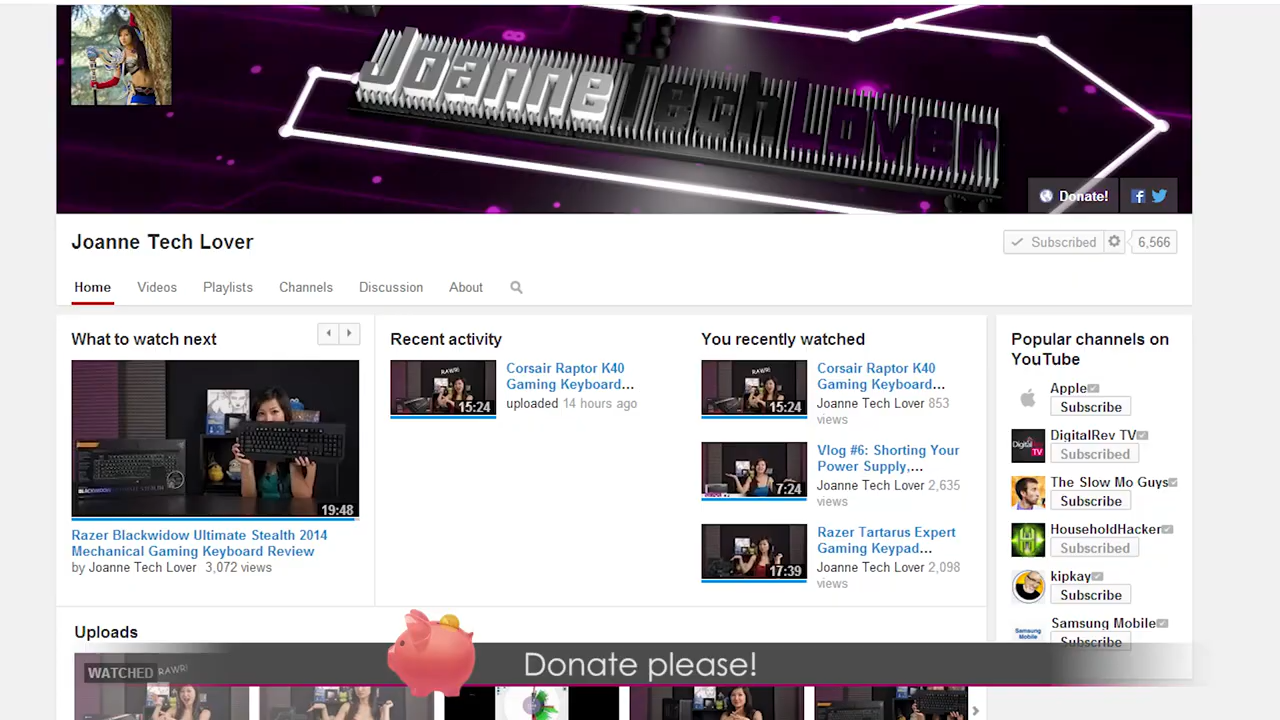 Joanne Tech Lover
Donate!
Joanne Tech Lover
Subscribed
6,566
Home
Videos
Playlists
Channels
Discussion
About
What to watch next
19:48
Razer Blackwidow Ultimate Stealth 2014
Mechanical Gaming Keyboard Review
by Joanne Tech Lover 3,072 views
Recent activity
RAWR!
15:24
Corsair Raptor K40
Gaming Keyboard...
uploaded 14 hours ago
You recently watched
RAWR!
15:24
Corsair Raptor K40
Gaming Keyboard...
Joanne Tech Lover 853
views
7:24
Vlog #6: Shorting Your
Power Supply,...
Joanne Tech Lover 2,635
views
17:39
Razer Tartarus Expert
Gaming Keypad...
Joanne Tech Lover 2,098
views
Popular channels on
YouTube
Apple
Subscribe
DigitalRev TV
Subscribed
The Slow Mo Guys
Subscribe
HouseholdHacker
Subscribed
kipkay
Subscribe
Samsung Mobile
Subscribe
Uploads
WATCHED
RAWR!
Donate please!